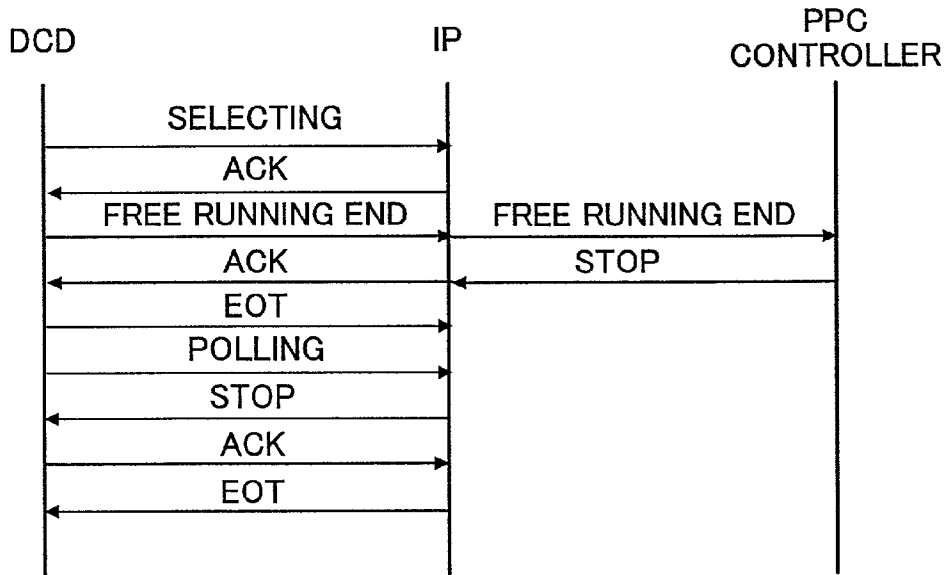 DCD
IP
PPC
CONTROLLER
SELECTING
ACK
FREE RUNNING END
FREE RUNNING END
ACK
STOP
EOT
POLLING
STOP
ACK
EOT